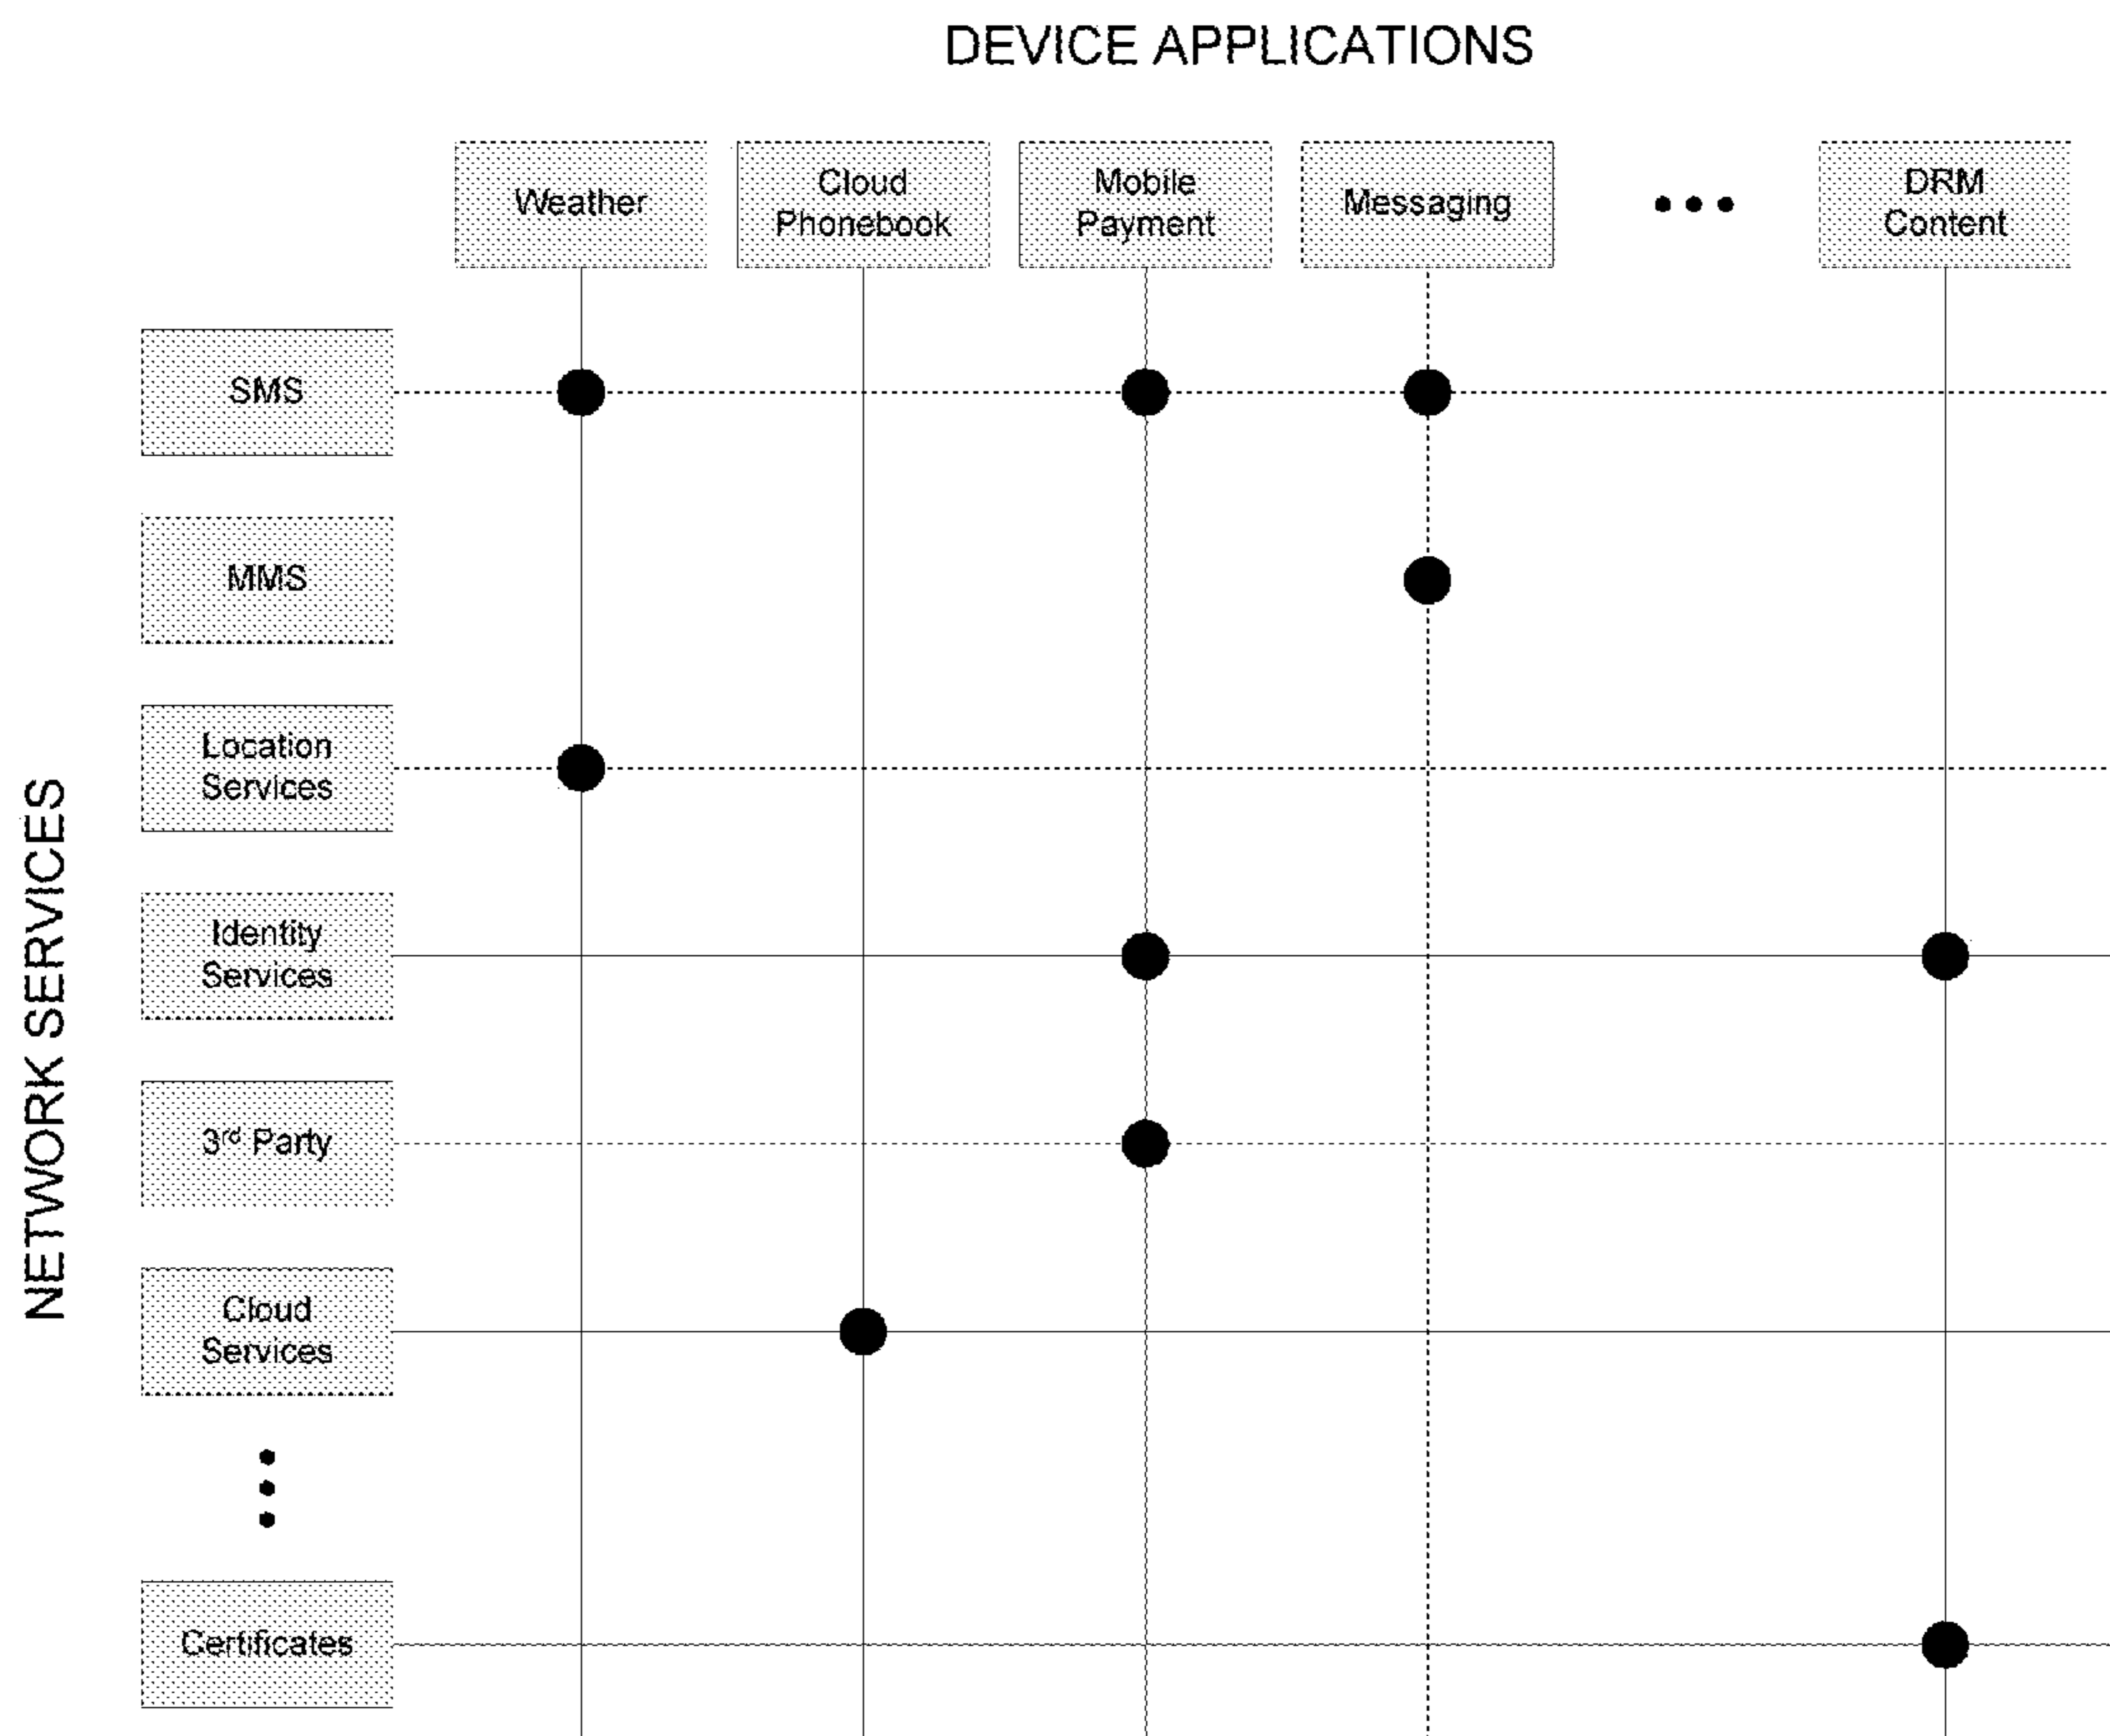 DEVICE APPLICATIONS
Weather
Cloud
Phonebook
Mobile
Payment
Messaging
DRM
Content
NETWORK SERVICES
SMS
MMS
Location
Services
Identity
Services
3rd Party
Cloud
Services
Certificates